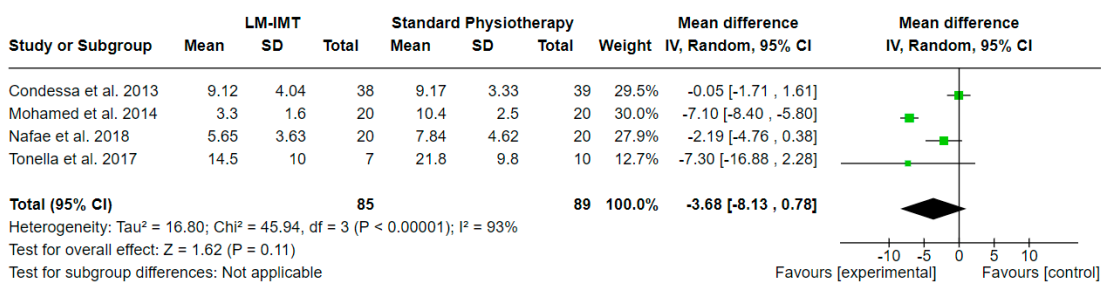 LM-IMT Standard Physiotherapy Mean difference Mean difference
Study or Subgroup Mean SD Total Mean SD Total Weight IV, Random, 95% CI IV, Random, 95% CI
Condessa et al. 2013 9.12 4.04 38 9.17 3.33 39 29.5% -0.05 [-1.71 , 1.61]
Mohamed et al. 2014 3.3 1.6 20 10.4 2.5 20 30.0% -7.10 [-8.40 , -5.80]
Nafae et al. 2018 5.65 3.63 20 7.84 4.62 20 27.9% -2.19 [-4.76 , 0.38]
Tonella et al. 2017 14.5 10 7 21.8 9.8 10 12.7% -7.30 [-16.88 , 2.28]
Total (95% CI) 85 89 100.0% -3.68 [-8.13 , 0.78]
Heterogeneity: Tau² = 16.80; Chi² = 45.94, df = 3 (P < 0.00001); I² = 93%
Test for overall effect: Z = 1.62 (P = 0.11)
Test for subgroup differences: Not applicable
-10 -5 0 5 10
Favours [experimental] Favours [control]